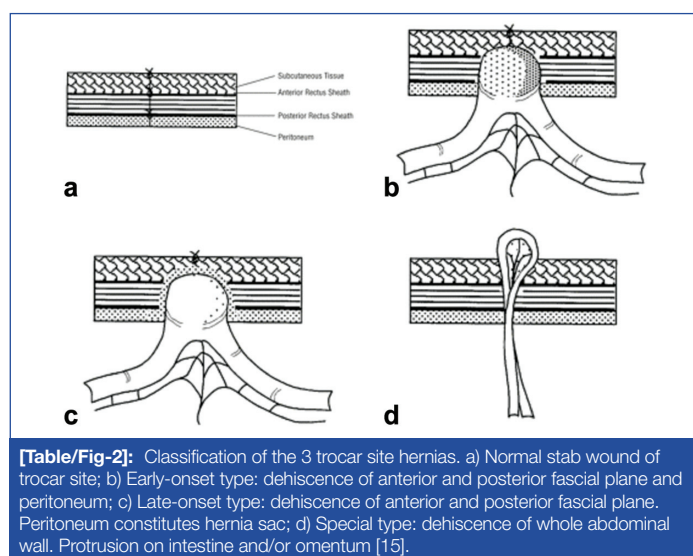 Subcutaneous Tissue
Anterior Rectus Sheath
Posterior Rectus Sheath
Peritoneum
a
b
c
d
[Table/Fig-2]: Classification of the 3 trocar site hernias. a) Normal stab wound of
trocar site; b) Early-onset type: dehiscence of anterior and posterior fascial plane and
peritoneum; c) Late-onset type: dehiscence of anterior and posterior fascial plane.
Peritoneum constitutes hernia sac; d) Special type: dehiscence of whole abdominal
wall. Protrusion on intestine and/or omentum [15].